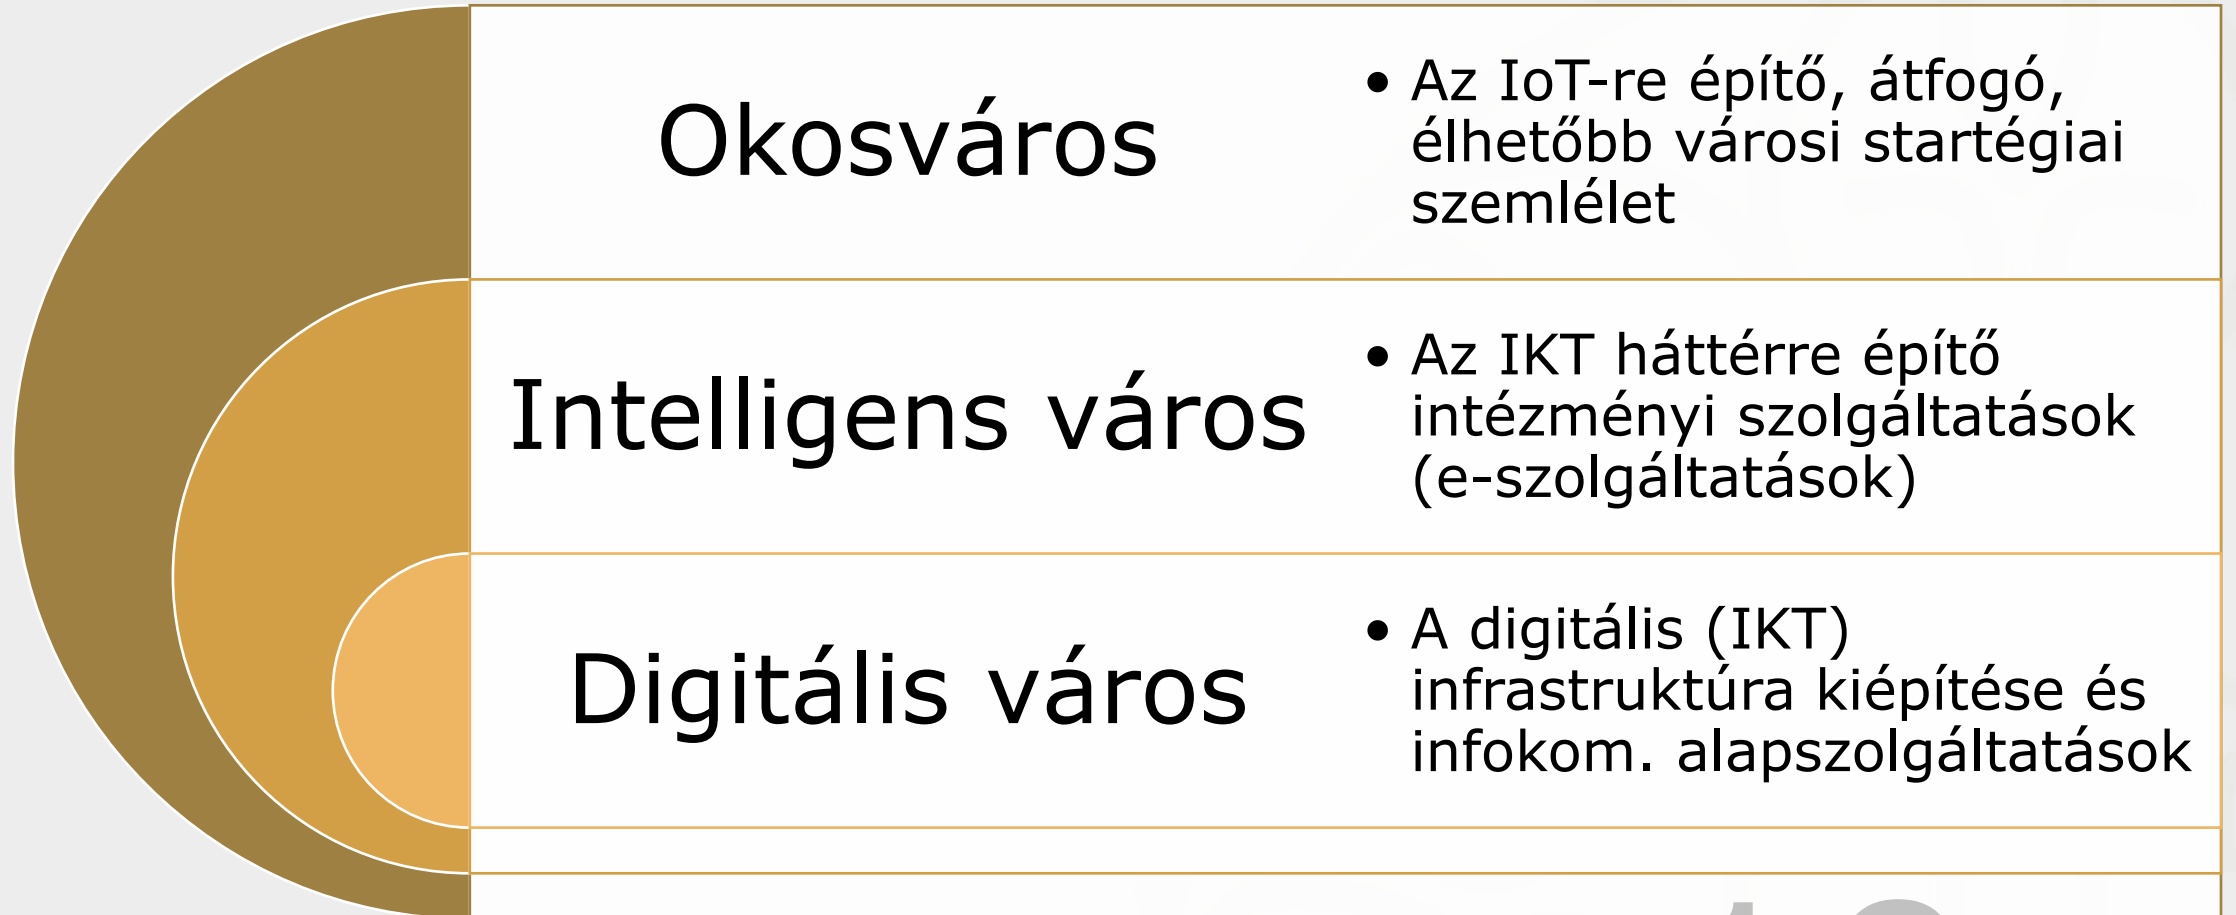 Okosváros
• Az IoT-re építő, átfogó,
élhetőbb városi startégiai
szemlélet
Intelligens város
• Az IKT háttérre építő
intézményi szolgáltatások
(e-szolgáltatások)
Digitális város
• A digitális (IKT)
infrastruktúra kiépítése és
infokom. alapszolgáltatások